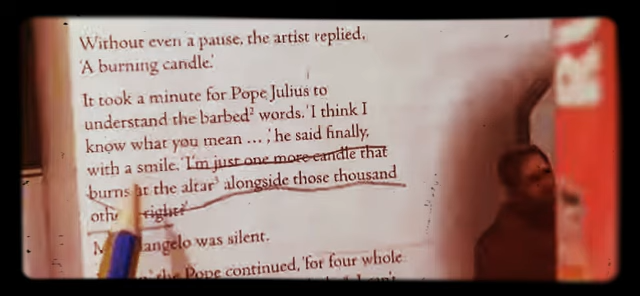 Without even a pause, the artist replied,
'A burning candle.'
It took a minute for Pope Julius to
understand the barbed² words. 'I think I
know what you mean ... ,' he said finally,
with a smile. 'I'm just one more candle that
burns at the altar³ alongside those thousand
right?'
was silent.
the Pope continued, 'for four whole